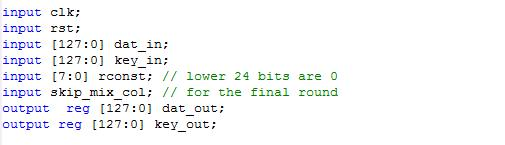 input clk;
input rst;
input [127:0] dat_in;
input [127:0] key_in;
input [7:0] rconst; // lower 24 bits are 0
input skip_mix_col; // for the final round
output  reg [127:0] dat_out;
output reg [127:0] key_out;